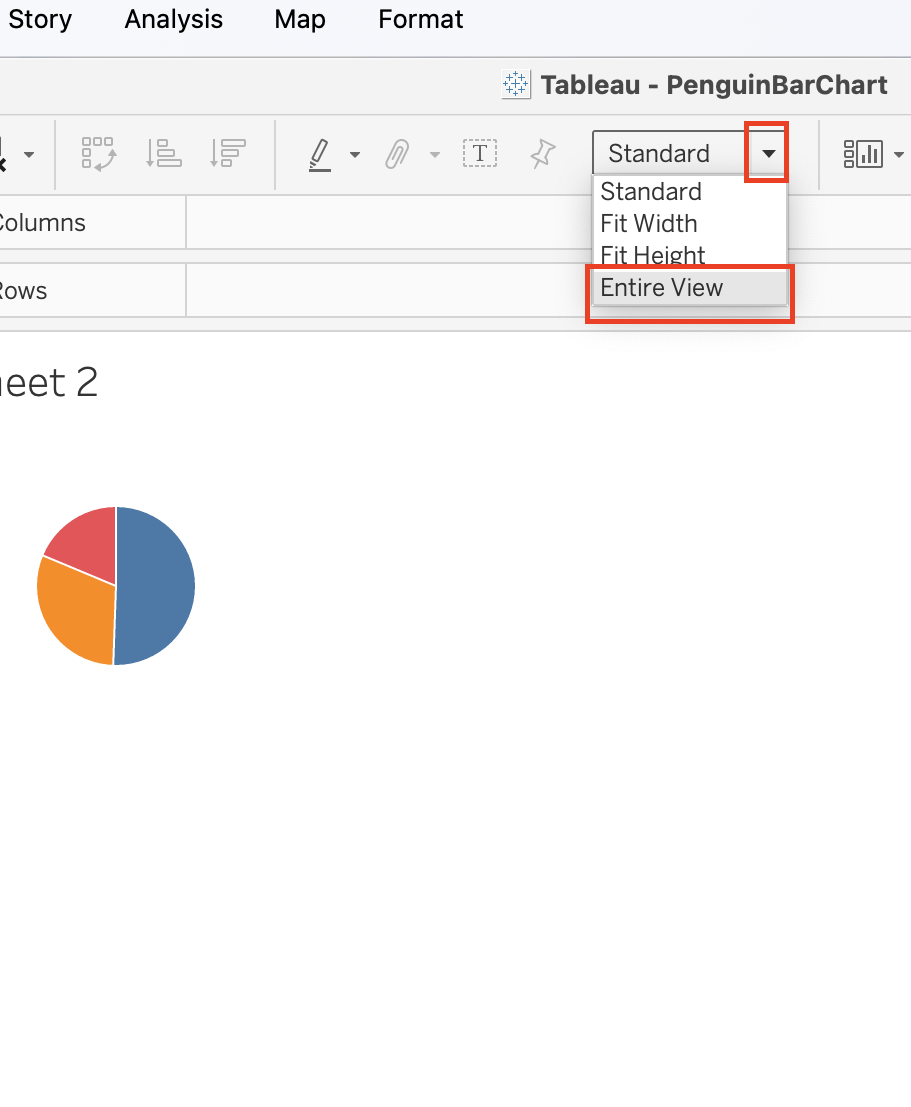 Story Analysis Map Format
Tableau - PenguinBarChart
T Standard
Standard
Columns
Fit Width
Fit Height
Entire View
Rows
heet 2